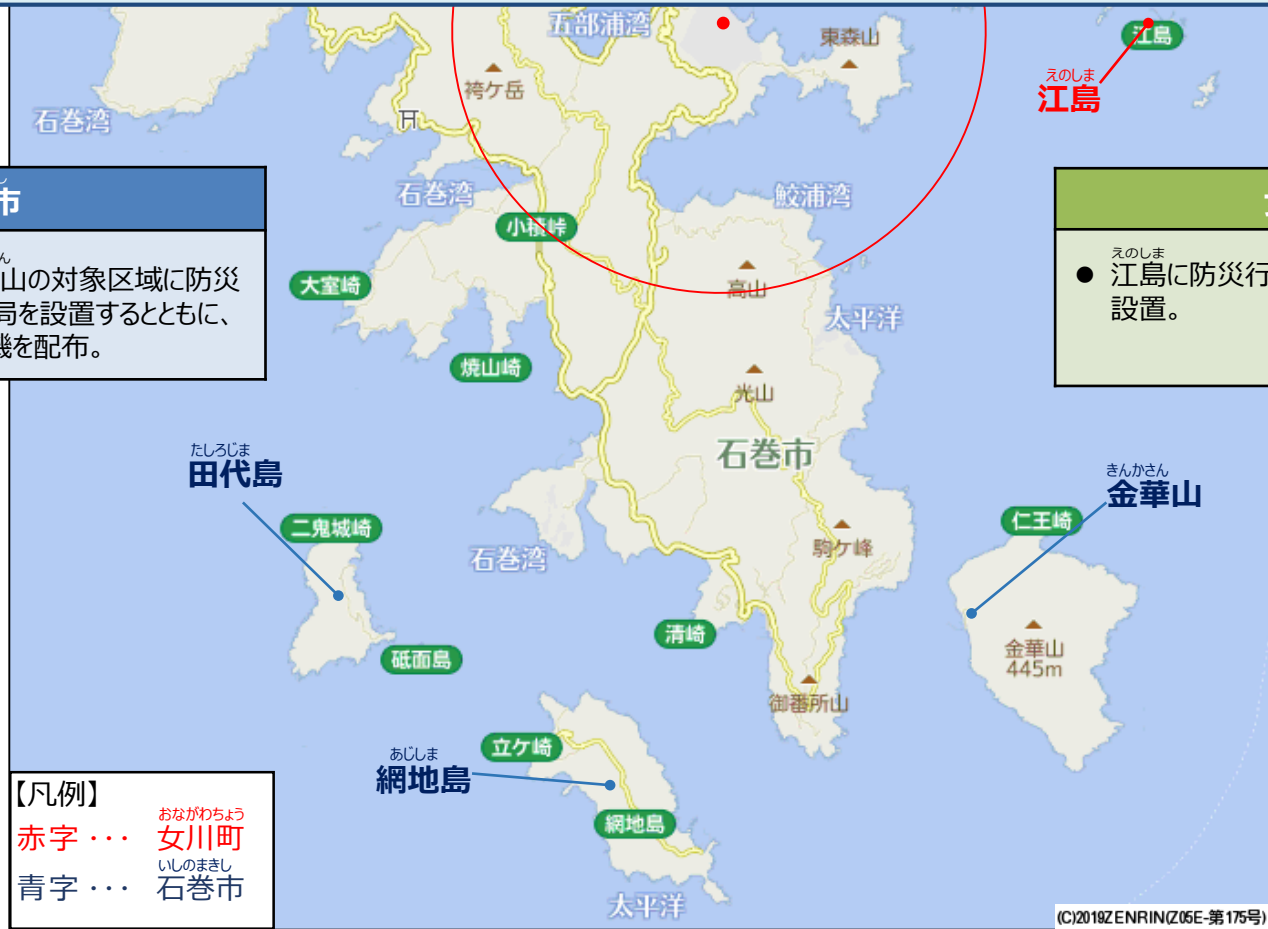 五部浦湾
東森山
江島
えのしま
江島
袴ケ岳
石巻湾
石巻湾
鮫浦湾
小積峠
市
山の対象区域に防災
局を設置するとともに、
機を配布。
えのしま
● 江島に防災行
設置。
大室崎
高山
太平洋
焼山崎
光山
石巻市
たしろじま
田代島
きんかさん
金華山
二鬼城崎
仁王崎
駒ケ峰
石巻湾
清崎
砥面島
金華山
445m
御番所山
立ケ崎
あじしま
網地島
網地島
太平洋
【凡例】
おながわちょう
赤字 ・・・ 女川町
いしのまきし
青字 ・・・ 石巻市
(C)2019ZENRIN(Z05E-第175号)